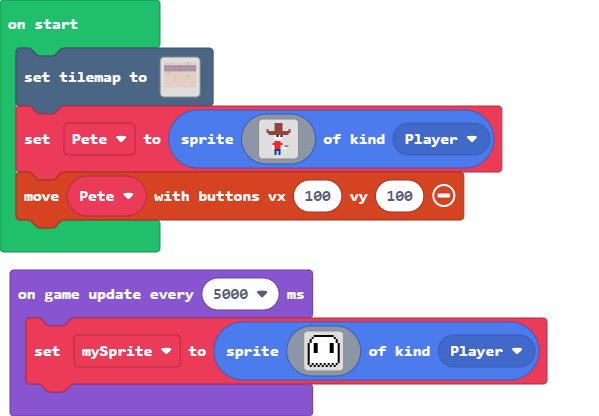 on start
set tilemap to
set Pete to sprite of kind Player
move Pete with buttons vx 100 vy 100
on game update every 5000 ms
set mySprite to sprite of kind Player